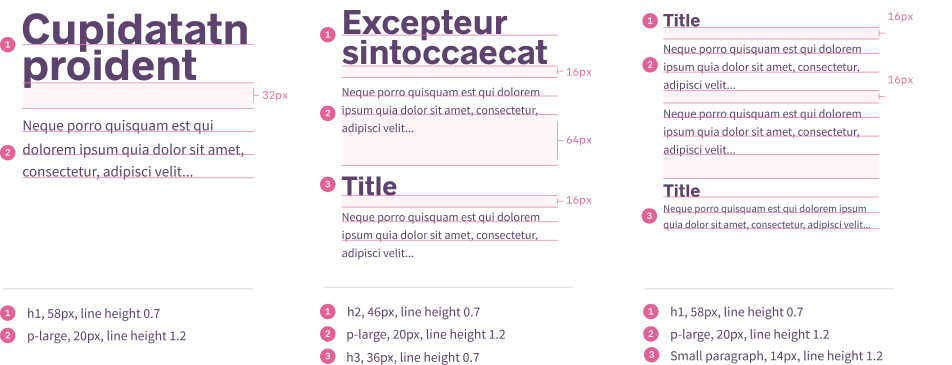 1
Cupidatatn
proident
32px
2
Neque porro quisquam est qui
dolorem ipsum quia dolor sit amet,
consectetur, adipisci velit...
1 h1, 58px, line height 0.7
2 p-large, 20px, line height 1.2
1
Excepteur
sintoccaecat
16px
2
Neque porro quisquam est qui dolorem
ipsum quia dolor sit amet, consectetur,
adipisci velit...
64px
3 Title
16px
Neque porro quisquam est qui dolorem
ipsum quia dolor sit amet, consectetur,
adipisci velit...
1 h2, 46px, line height 0.7
2 p-large, 20px, line height 1.2
3 h3, 36px, line height 0.7
1 Title
16px
2
Neque porro quisquam est qui dolorem
ipsum quia dolor sit amet, consectetur,
adipisci velit...
16px
Neque porro quisquam est qui dolorem
ipsum quia dolor sit amet, consectetur,
adipisci velit...
Title
3
Neque porro quisquam est qui dolorem ipsum
quia dolor sit amet, consectetur, adipisci velit...
1 h1, 58px, line height 0.7
2 p-large, 20px, line height 1.2
3 Small paragraph, 14px, line height 1.2